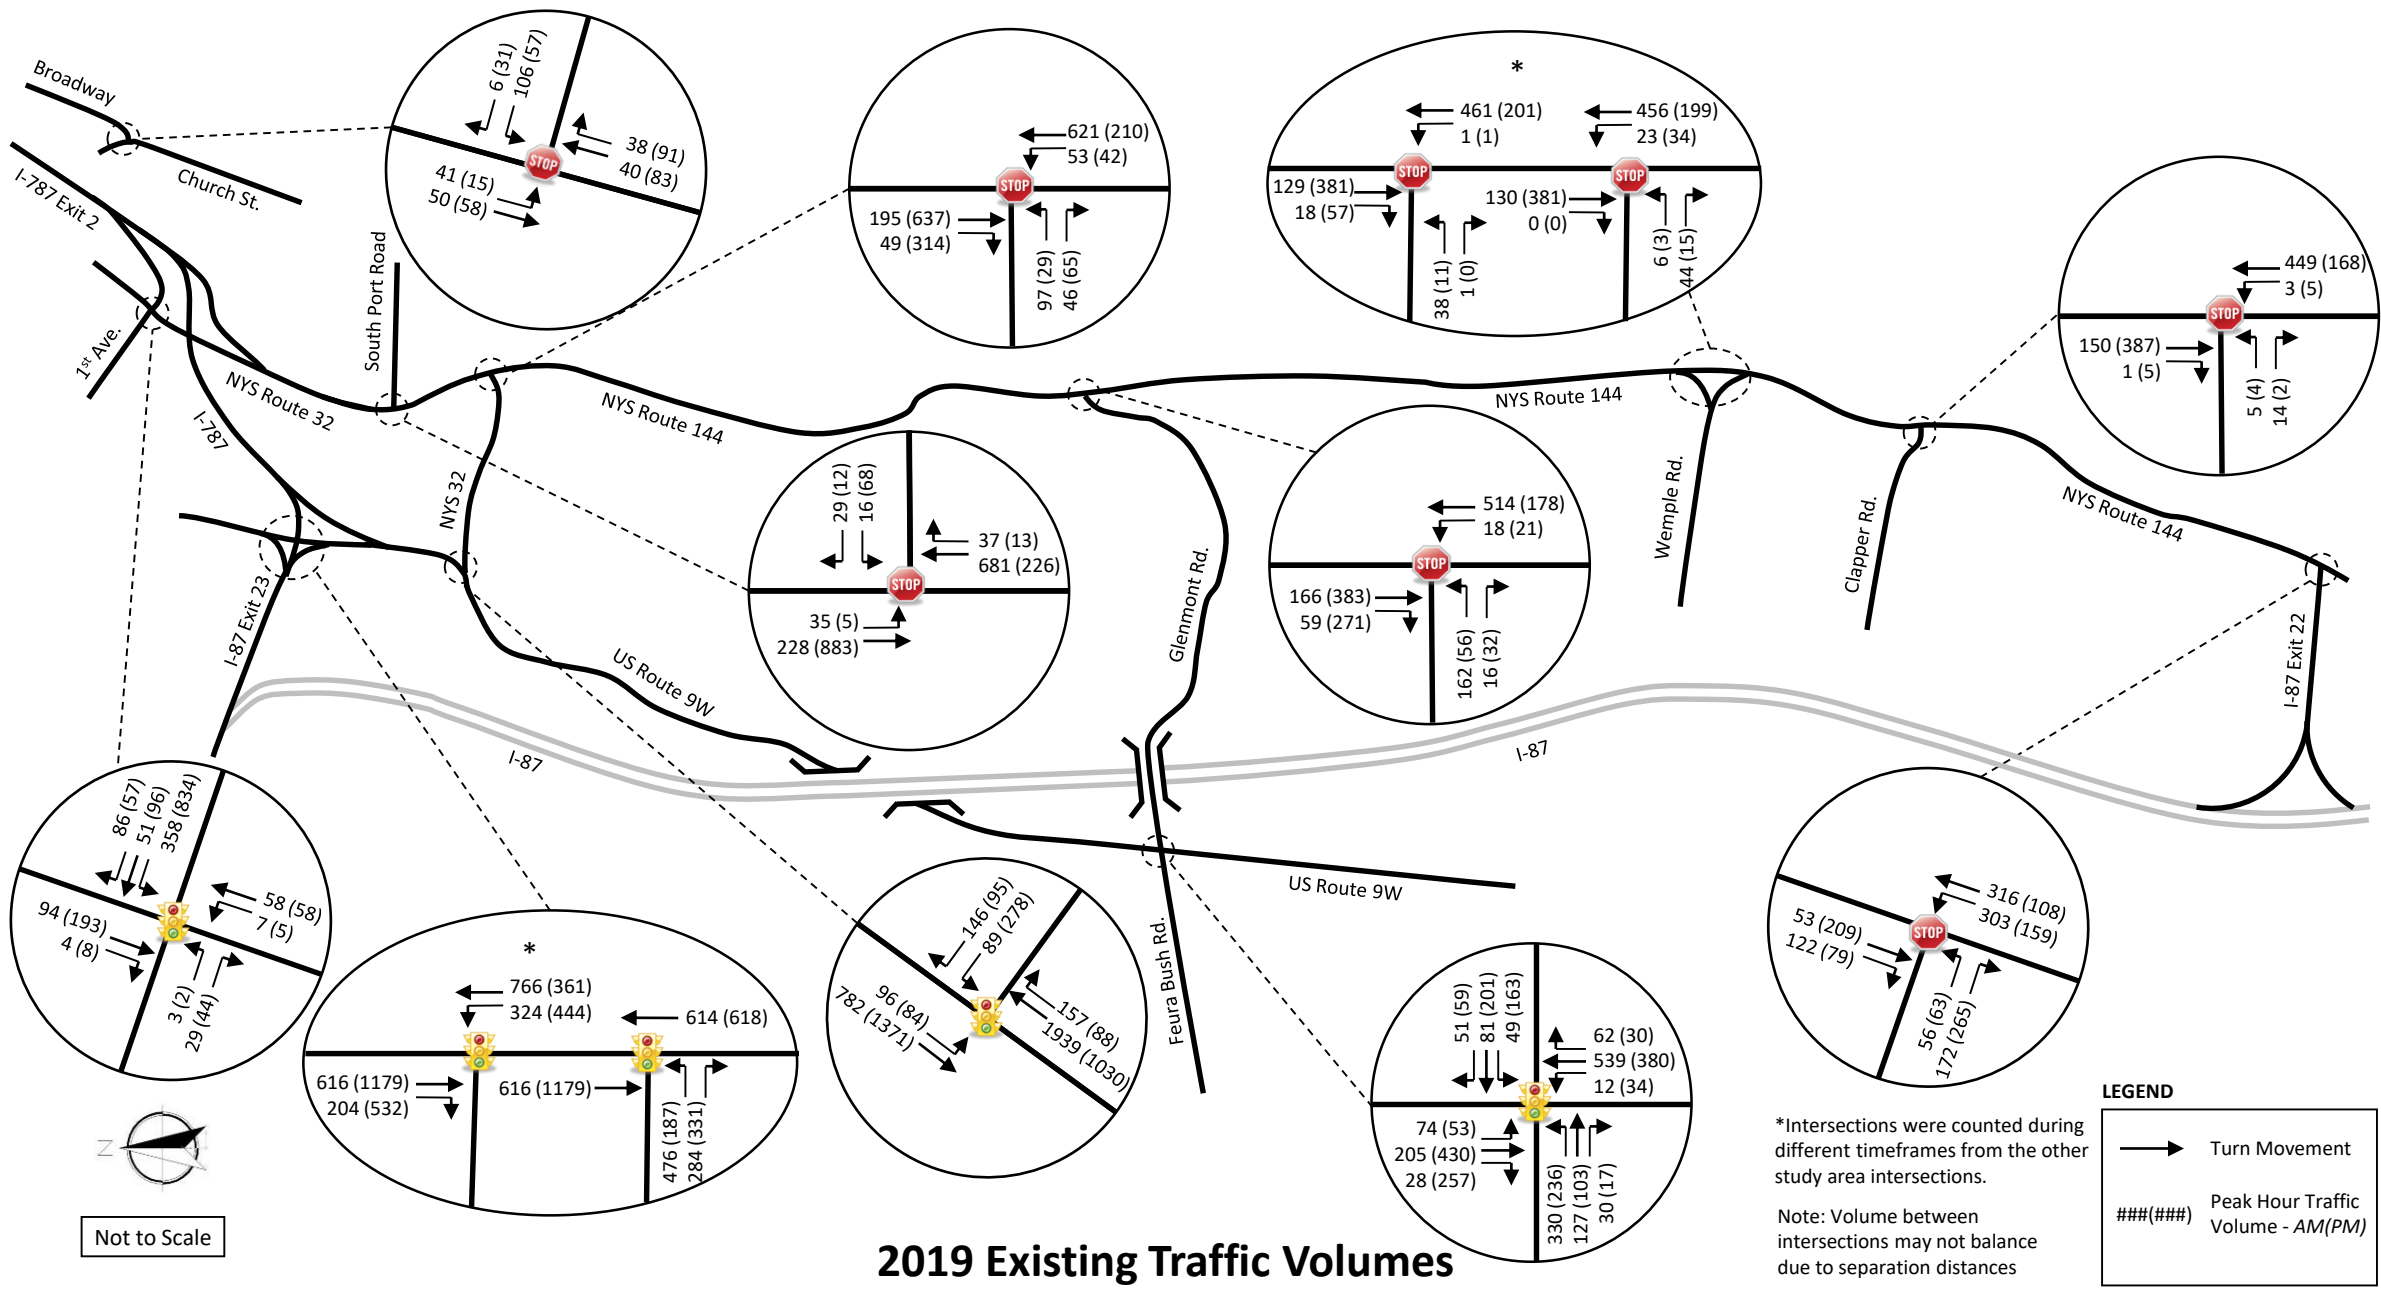 Broadway
Church St.
I-787 Exit 2
1st Ave.
South Port Road
NYS Route 32
I-787
NYS 32
I-87 Exit 23
US Route 9W
NYS Route 144
Glenmont Rd.
NYS Route 144
Wemple Rd.
Clapper Rd.
NYS Route 144
I-87 Exit 22
I-87
I-87
US Route 9W
Feura Bush Rd.
6 (31)
106 (57)
38 (91)
40 (83)
41 (15)
50 (58)
STOP
621 (210)
53 (42)
195 (637)
49 (314)
97 (29)
46 (65)
STOP
*
461 (201)
1 (1)
129 (381)
18 (57)
38 (11)
1 (0)
STOP
456 (199)
23 (34)
130 (381)
0 (0)
6 (3)
44 (15)
STOP
449 (168)
3 (5)
150 (387)
1 (5)
5 (4)
14 (2)
STOP
29 (12)
16 (68)
37 (13)
681 (226)
35 (5)
228 (883)
STOP
514 (178)
18 (21)
166 (383)
59 (271)
162 (56)
16 (32)
STOP
86 (57)
51 (96)
358 (834)
58 (58)
7 (5)
94 (193)
4 (8)
3 (2)
29 (44)
*
766 (361)
324 (444)
614 (618)
616 (1179)
204 (532)
616 (1179)
476 (187)
284 (331)
146 (95)
89 (278)
96 (84)
782 (1371)
157 (88)
1939 (1030)
51 (59)
81 (201)
49 (163)
62 (30)
539 (380)
12 (34)
74 (53)
205 (430)
28 (257)
330 (236)
127 (103)
30 (17)
316 (108)
303 (159)
53 (209)
122 (79)
56 (63)
172 (265)
STOP
Z
Not to Scale
2019 Existing Traffic Volumes
*Intersections were counted during
different timeframes from the other
study area intersections.
Note: Volume between
intersections may not balance
due to separation distances
LEGEND
Turn Movement
###(###)
Peak Hour Traffic
Volume - AM(PM)